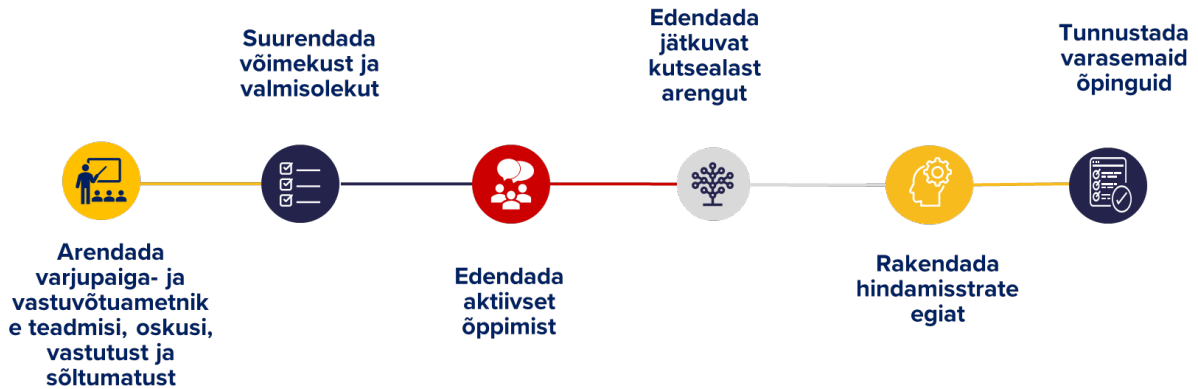 Arendada
varjupaiga- ja
vastuvõtuametnik
e teadmisi, oskusi,
vastutust ja
sõltumatust
Suurendada
võimekust ja
valmisolekut
Edendada
aktiivset
õppimist
Edendada
jätkuvat
kutsealast
arengut
Rakendada
hindamisstrate
egiat
Tunnustada
varasemaid
õpinguid